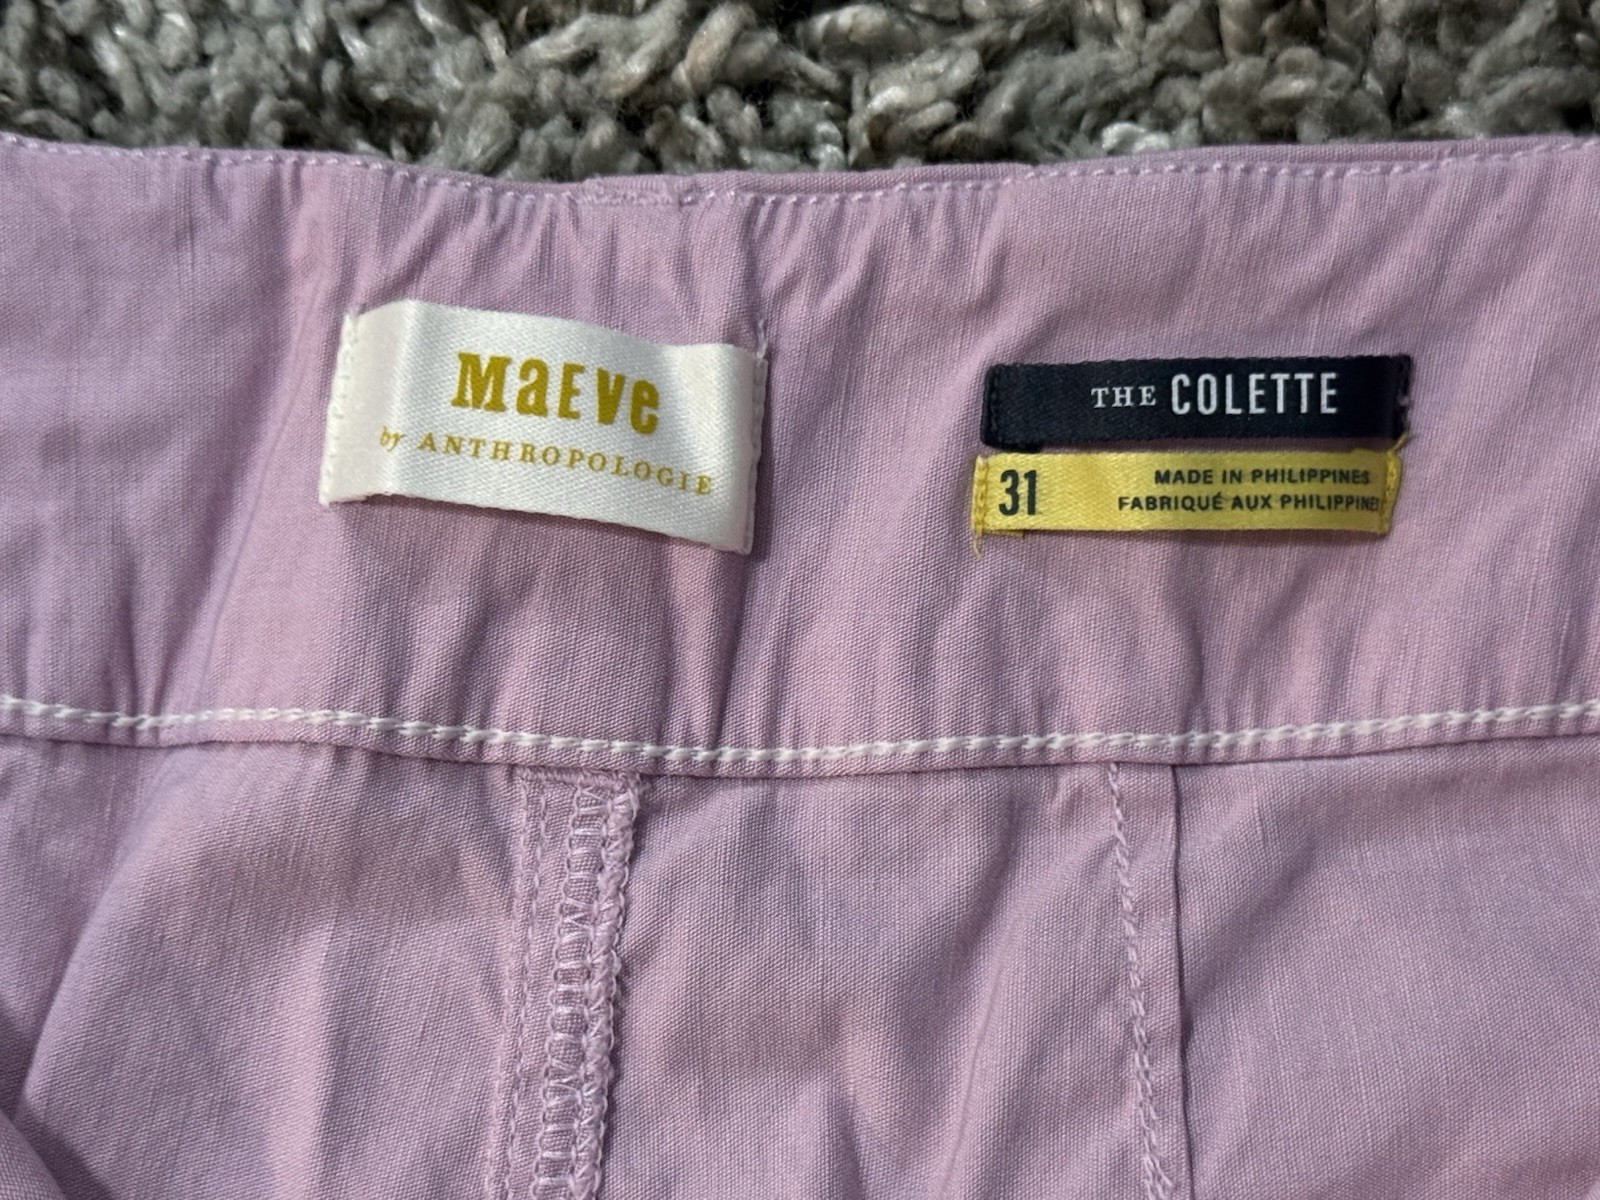 MaEve
by ANTHROPOLOGIE
THE COLETTE
31
MADE IN PHILIPPINES
FABRIQUÉ AUX PHILIPPINES